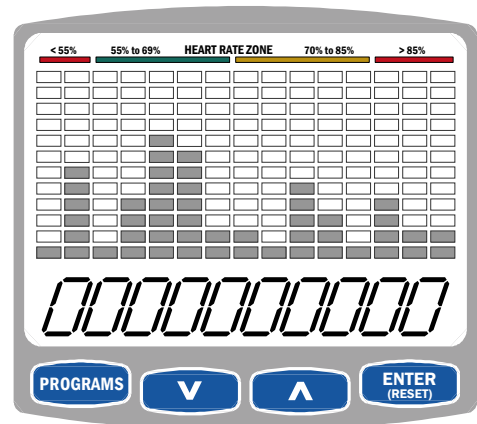 < 55% 55% to 69% HEART RATE ZONE 70% to 85% > 85%
0000000000
PROGRAMS
ENTER
(RESET)